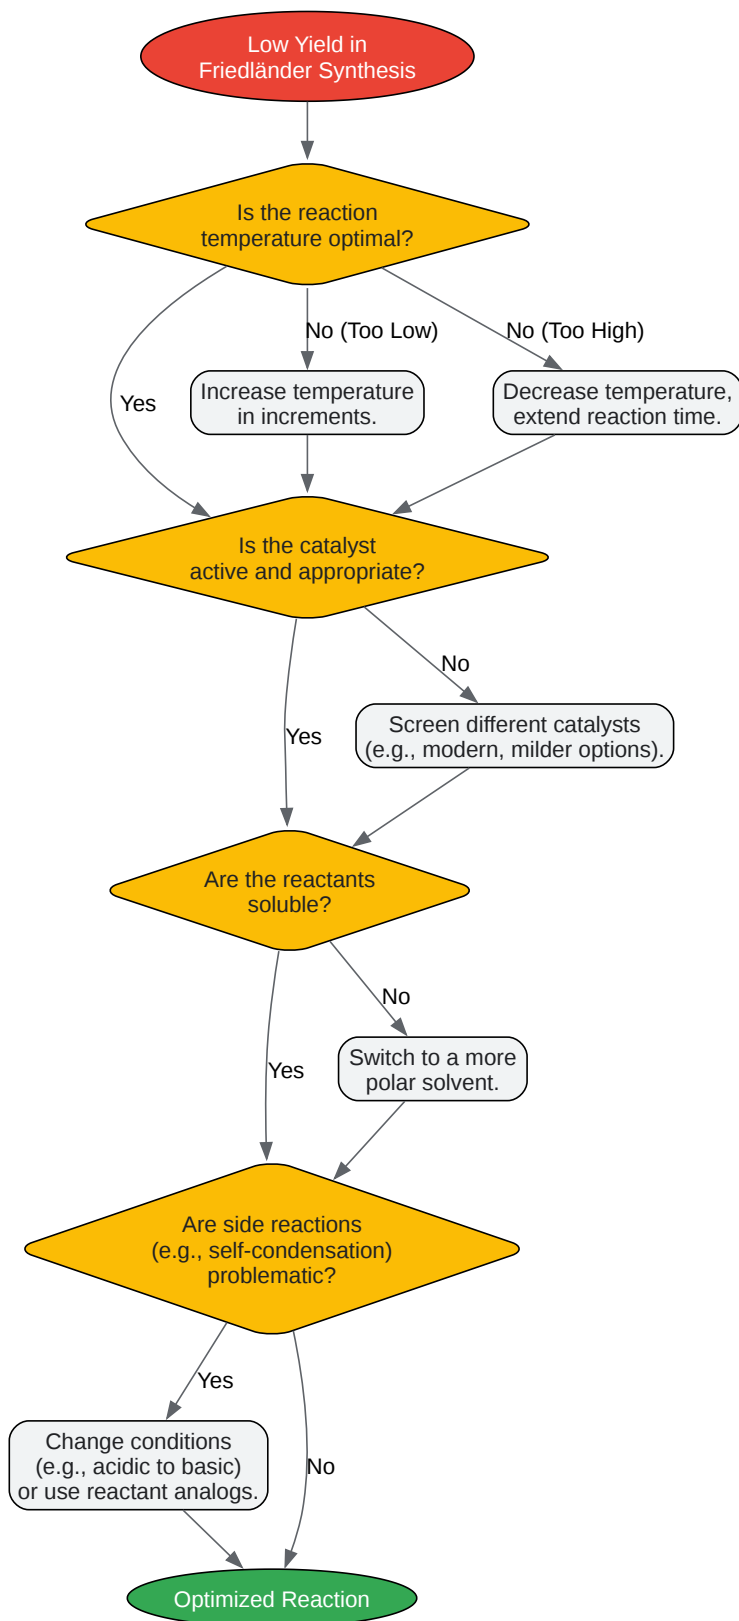 Low Yield in
Friedländer Synthesis
Is the reaction
temperature optimal?
No (Too Low)
No (Too High)
Yes
Increase temperature
in increments.
Decrease temperature,
extend reaction time.
Is the catalyst
active and appropriate?
No
Yes
Screen different catalysts
(e.g., modern, milder options).
Are the reactants
soluble?
No
Yes
Switch to a more
polar solvent.
Are side reactions
(e.g., self-condensation)
problematic?
Yes
No
Change conditions
(e.g., acidic to basic)
or use reactant analogs.
Optimized Reaction